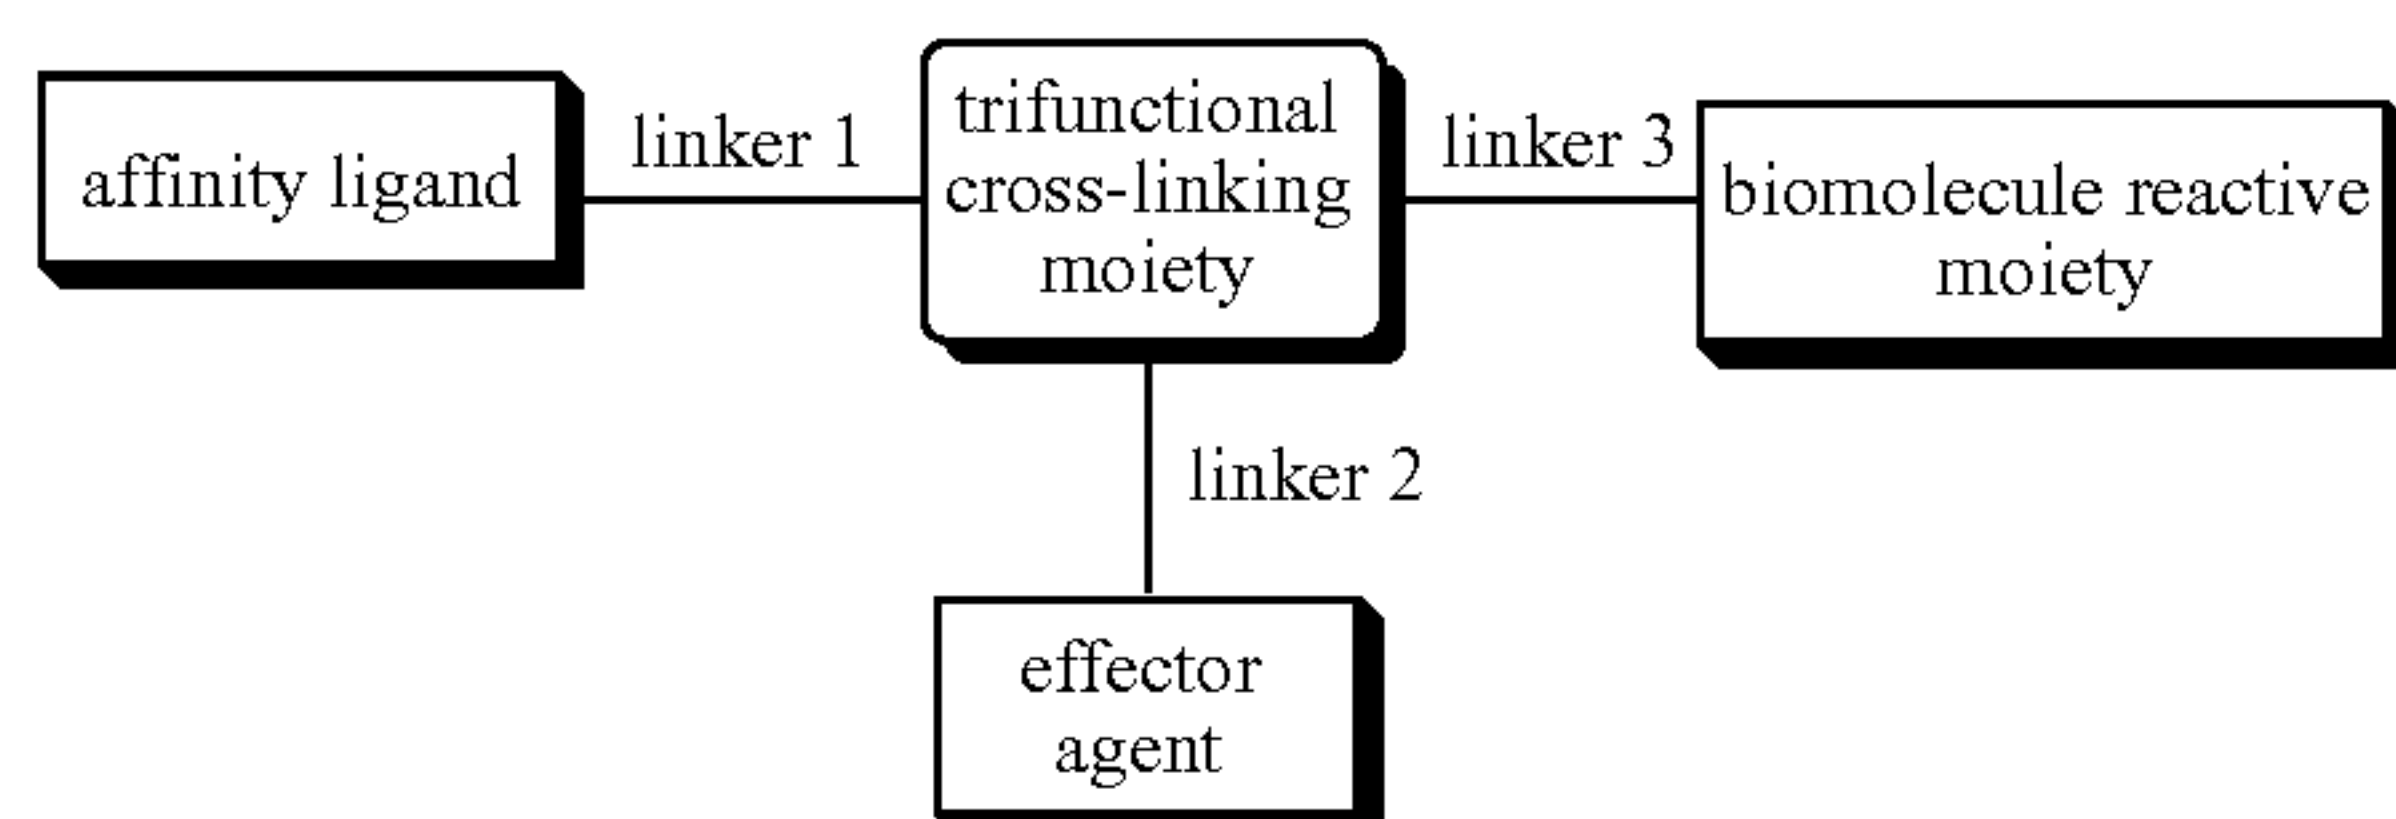 affinity ligand
linker 1
trifunctional
cross-linking
moiety
linker 3
biomolecule reactive
moiety
linker 2
effector
agent